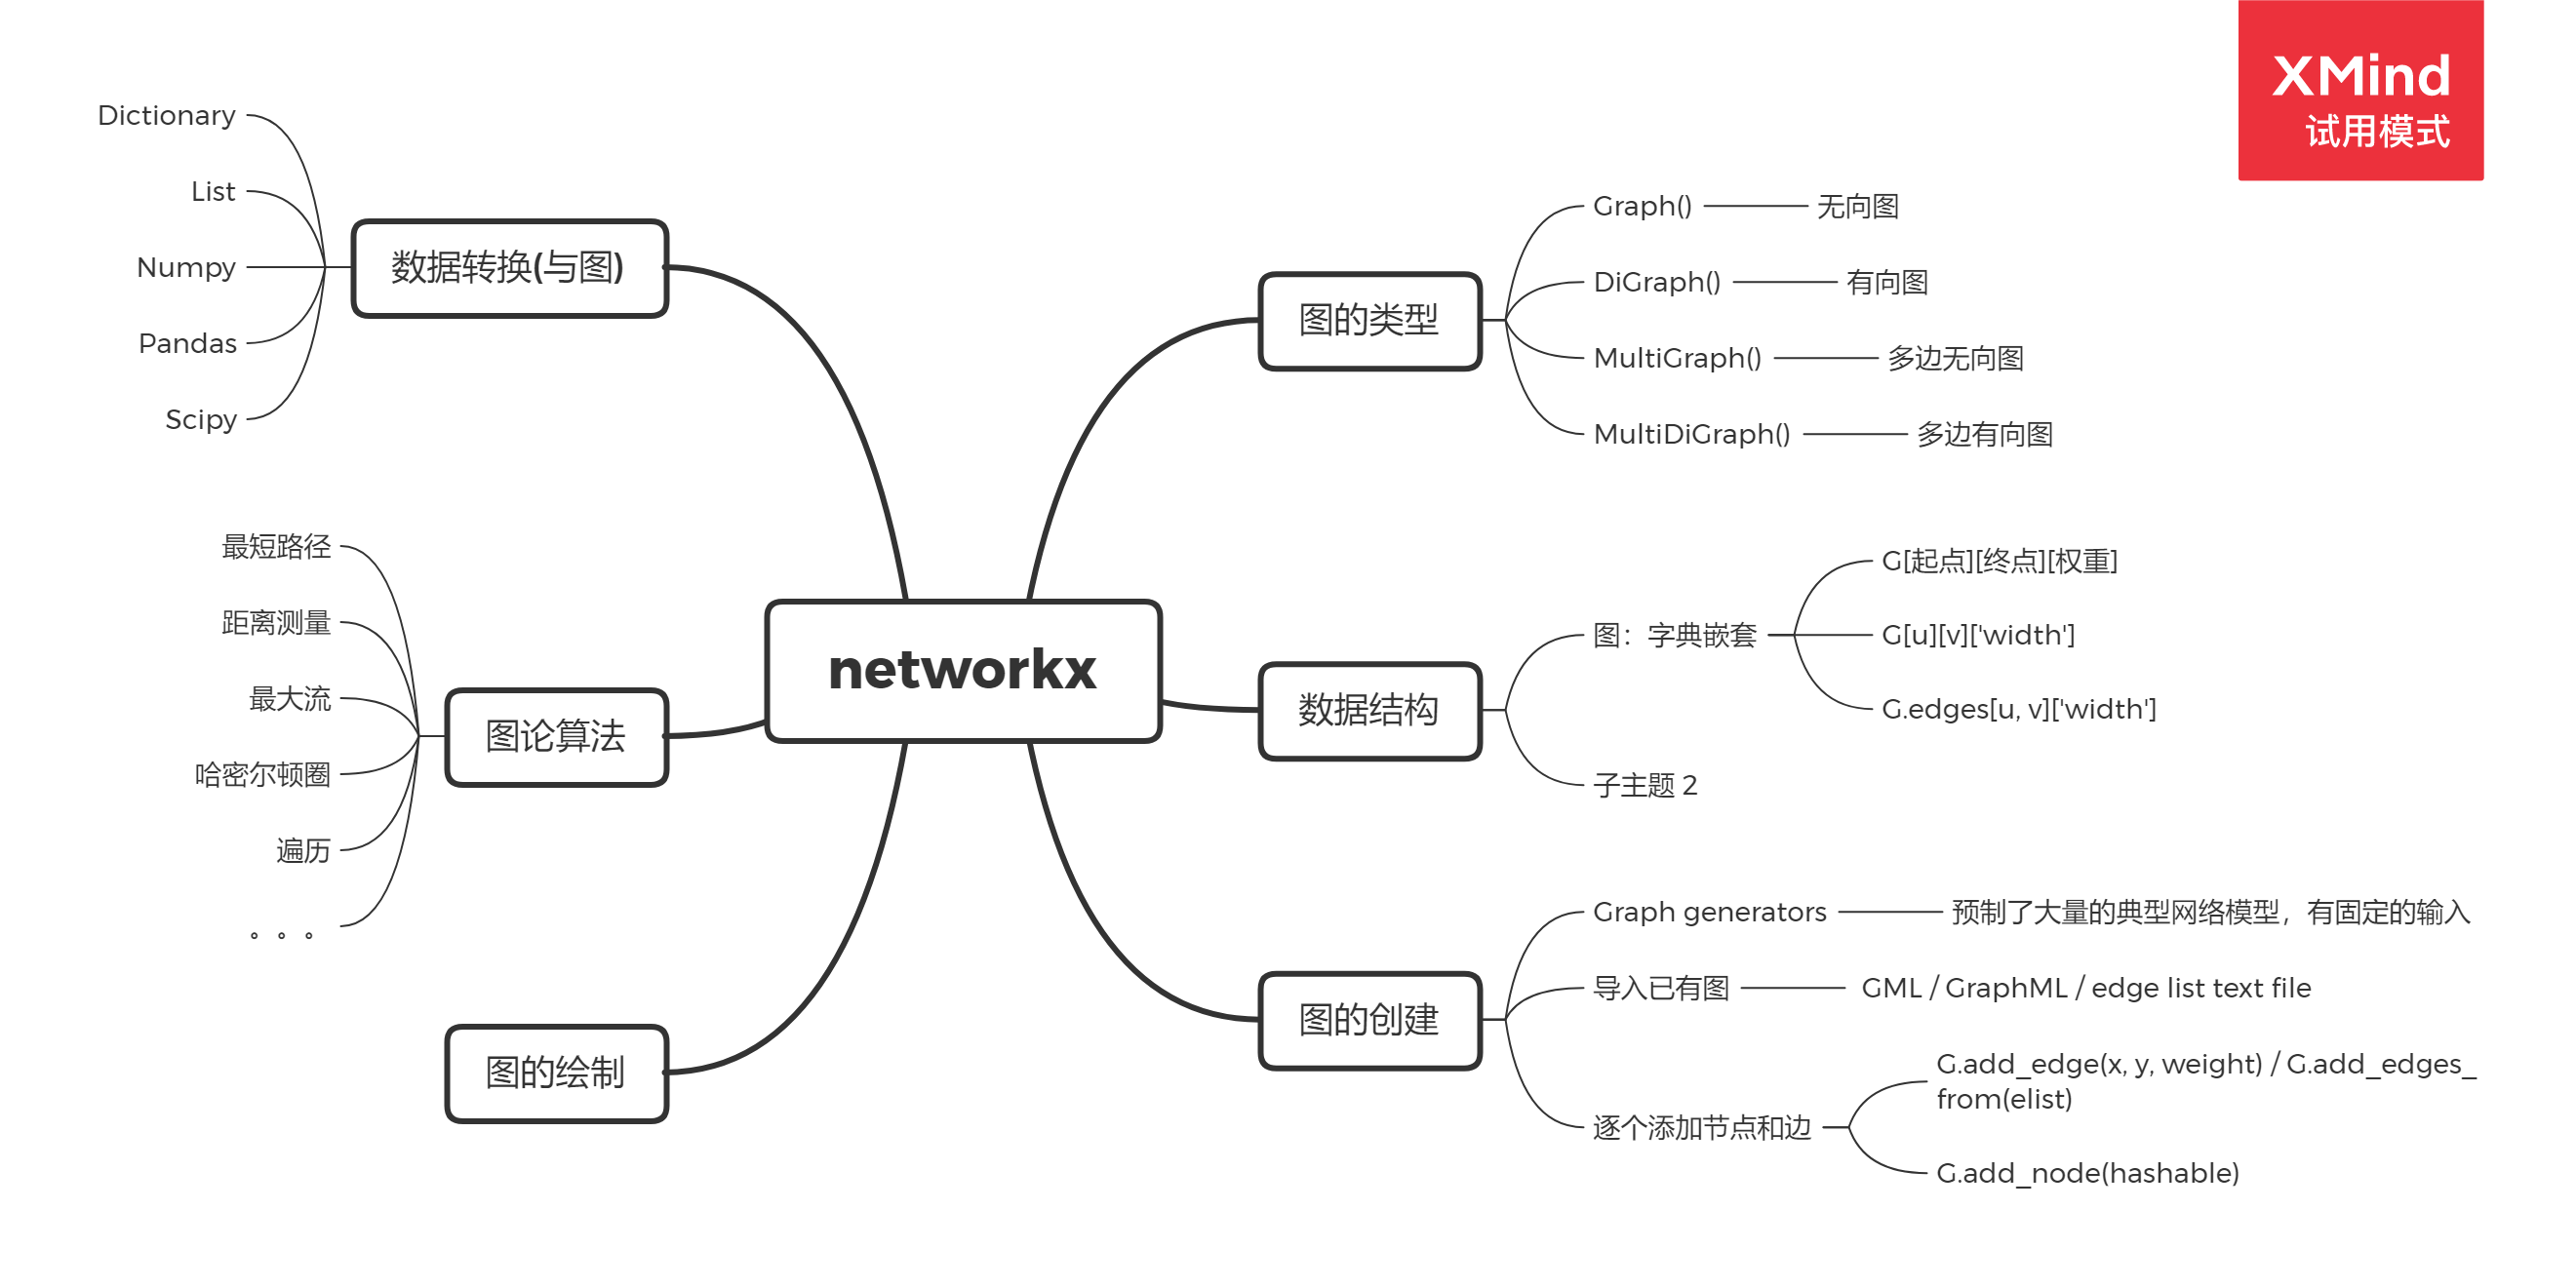 XMind
试用模式
networkx
图的类型
Graph()
无向图
DiGraph()
有向图
MultiGraph()
多边无向图
MultiDiGraph()
多边有向图
数据结构
图：字典嵌套
G[起点][终点][权重]
G[u][v]['width']
G.edges[u, v]['width']
子主题 2
图的创建
Graph generators
预制了大量的典型网络模型，有固定的输入
导入已有图
GML / GraphML / edge list text file
逐个添加节点和边
G.add_edge(x, y, weight) / G.add_edges_
from(elist)
G.add_node(hashable)
数据转换(与图)
Dictionary
List
Numpy
Pandas
Scipy
图论算法
最短路径
距离测量
最大流
哈密尔顿圈
遍历
。。。
图的绘制